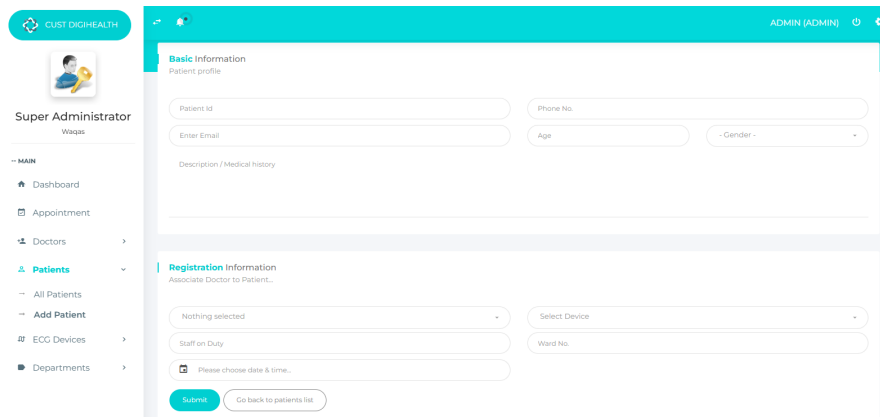 CUST DIGIHEALTH
ADMIN (ADMIN)
Super Administrator
Waqas
-- MAIN
Dashboard
Appointment
Doctors
Patients
All Patients
Add Patient
ECG Devices
Departments
Basic Information
Patient profile
Patient Id
Phone No.
Enter Email
Age
- Gender -
Description / Medical history
Registration Information
Associate Doctor to Patient...
Nothing selected
Select Device
Staff on Duty
Ward No.
Please choose date & time...
Submit
Go back to patients list